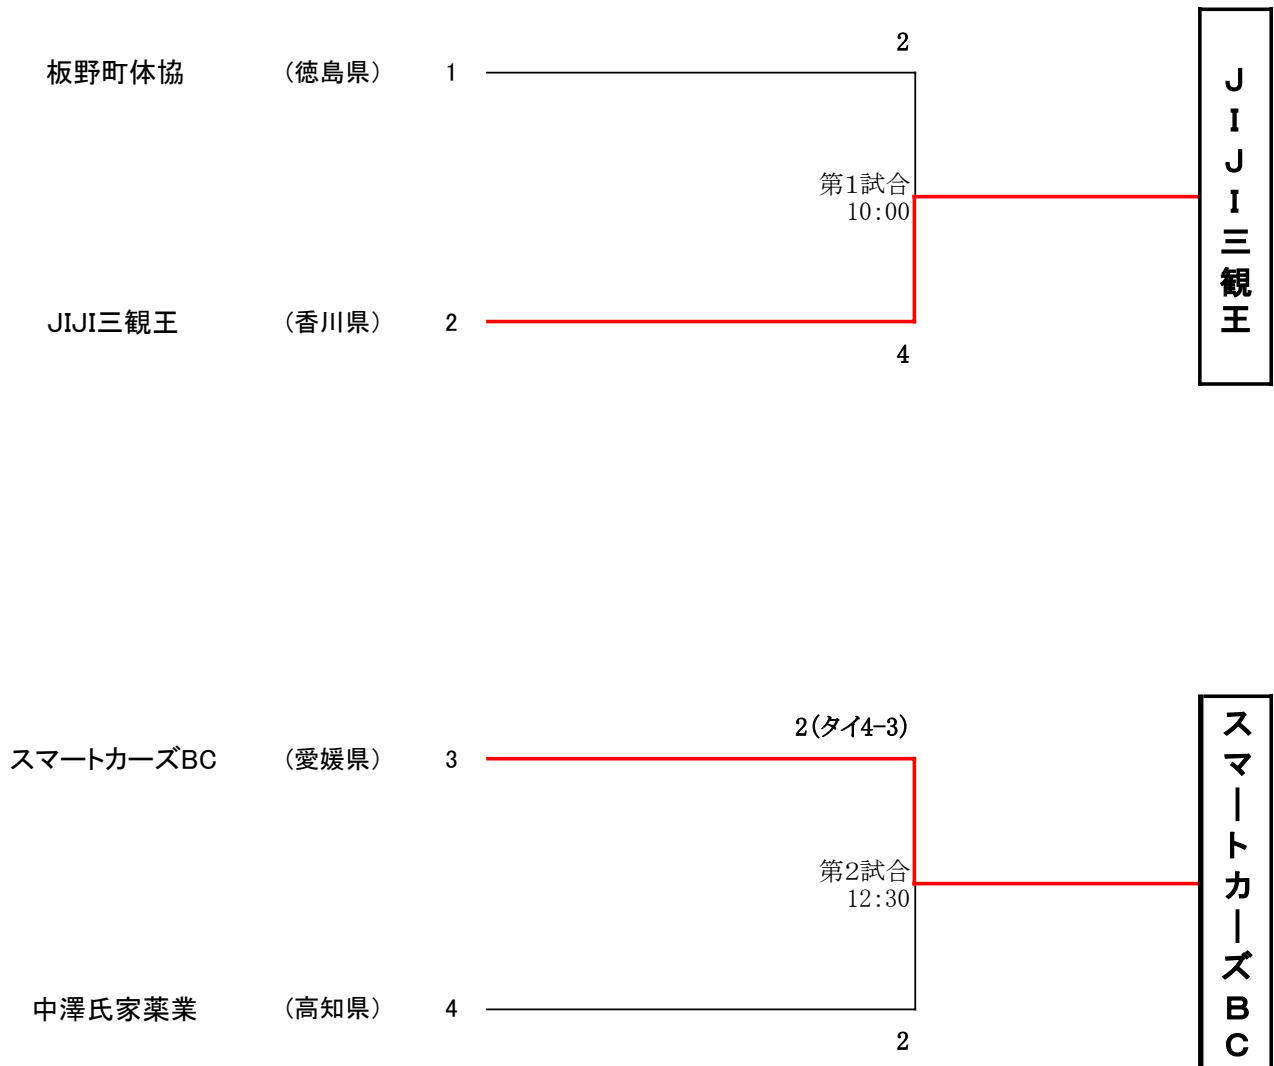 2
板野町体協 （徳島県） 1
第1試合
10:00
JIJI三観王 （香川県） 2
4
JIJI三観王
2(タイ4-3)
スマートカーズBC （愛媛県） 3
第2試合
12:30
中澤氏家薬業 （高知県） 4
2
スマートカーズBC